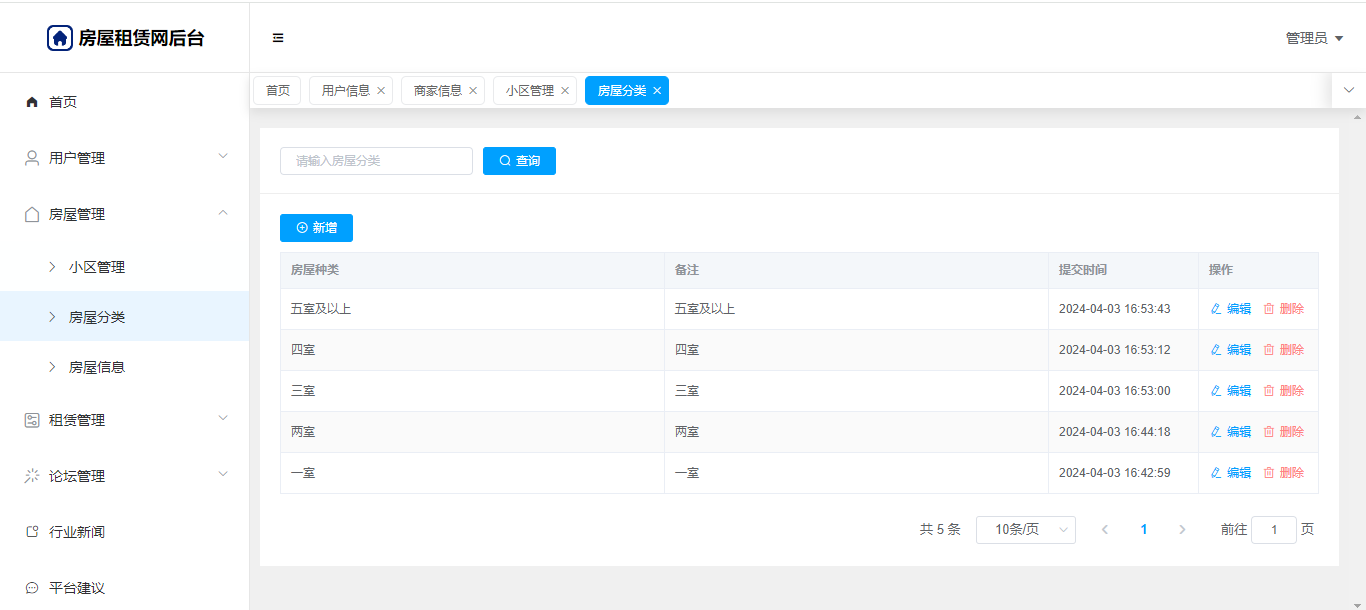 房屋租赁网后台
管理员
首页 用户信息 商家信息 小区管理 房屋分类
首页
用户管理
房屋管理
小区管理
房屋分类
房屋信息
租赁管理
论坛管理
行业新闻
平台建议
请输入房屋分类 查询
新增
房屋种类 备注 提交时间 操作
五室及以上 五室及以上 2024-04-03 16:53:43 编辑 删除
四室 四室 2024-04-03 16:53:12 编辑 删除
三室 三室 2024-04-03 16:53:00 编辑 删除
两室 两室 2024-04-03 16:44:18 编辑 删除
一室 一室 2024-04-03 16:42:59 编辑 删除
共 5 条 10条/页 1 前往 1 页